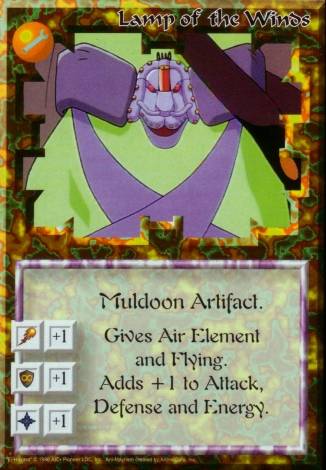 Lamp of the Winds
Muldoon Artifact.
+1
Gives Air Element
and Flying.
+1
Adds +1 to Attack,
Defense and Energy.
+1